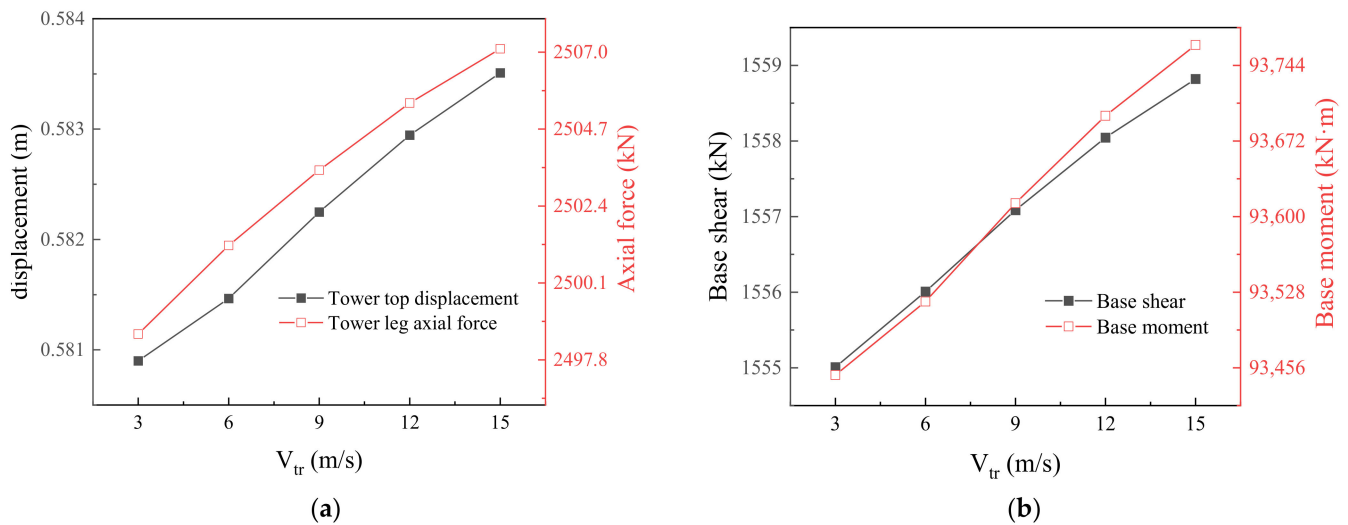 0.584
0.583
0.582
0.581
displacement (m)
2507.0
2504.7
2502.4
2500.1
2497.8
Axial force (kN)
Tower top displacement
Tower leg axial force
3 6 9 12 15
V_tr (m/s)
(a)
1559
1558
1557
1556
1555
Base shear (kN)
93,744
93,672
93,600
93,528
93,456
Base moment (kN·m)
Base shear
Base moment
3 6 9 12 15
V_tr (m/s)
(b)